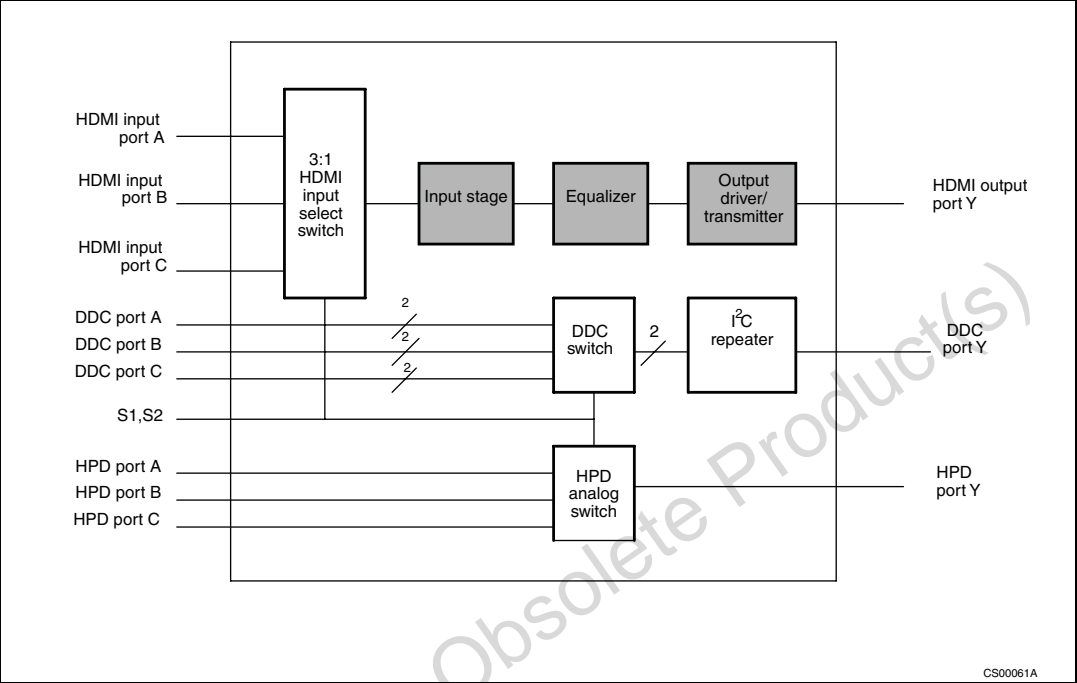 HDMI input
port A
HDMI input
port B
HDMI input
port C
3:1
HDMI
input
select
switch
Input stage
Equalizer
Output
driver/
transmitter
HDMI output
port Y
DDC port A
DDC port B
DDC port C
2
2
2
DDC
switch
2
I2C
repeater
DDC
port Y
S1,S2
HPD port A
HPD port B
HPD port C
HPD
analog
switch
HPD
port Y
Obsolete Product(s)
CS00061A